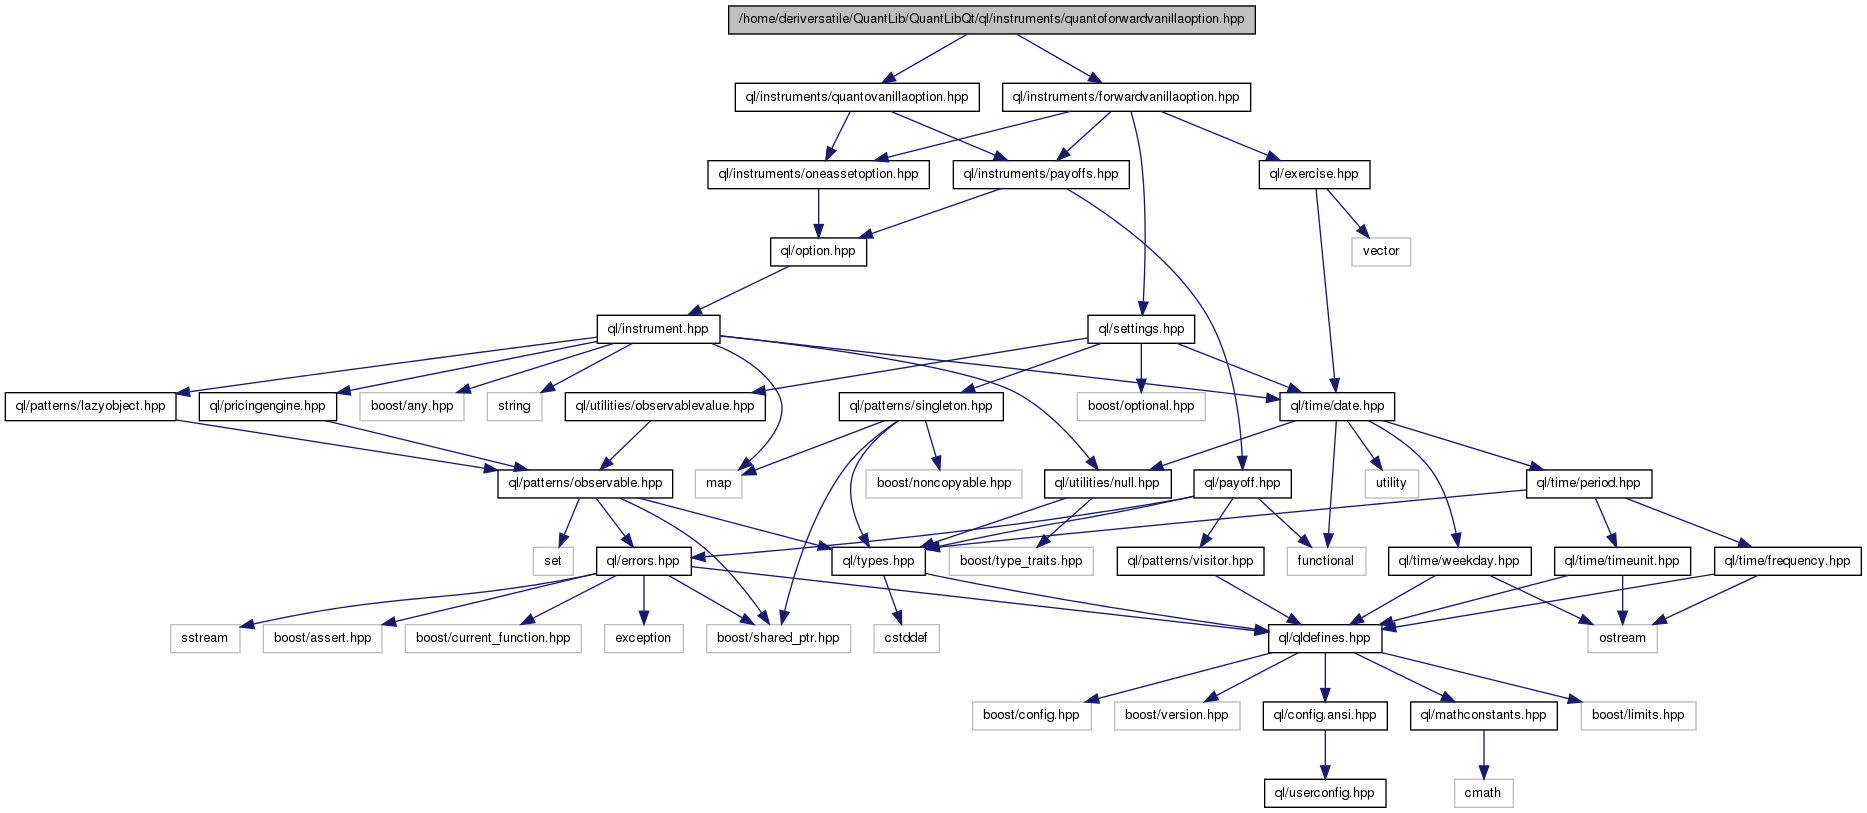 /home/deriversatile/QuantLib/QuantLibQt/ql/instruments/quantoforwardvanillaoption.hpp
ql/instruments/quantovanillaoption.hpp
ql/instruments/forwardvanillaoption.hpp
ql/instruments/oneassetoption.hpp
ql/instruments/payoffs.hpp
ql/exercise.hpp
ql/option.hpp
vector
ql/instrument.hpp
ql/settings.hpp
ql/patterns/lazyobject.hpp
ql/pricingengine.hpp
boost/any.hpp
string
ql/utilities/observablevalue.hpp
ql/patterns/singleton.hpp
boost/optional.hpp
ql/time/date.hpp
ql/patterns/observable.hpp
map
boost/noncopyable.hpp
ql/utilities/null.hpp
ql/payoff.hpp
utility
ql/time/period.hpp
set
ql/errors.hpp
ql/types.hpp
boost/type_traits.hpp
ql/patterns/visitor.hpp
functional
ql/time/weekday.hpp
ql/time/timeunit.hpp
ql/time/frequency.hpp
sstream
boost/assert.hpp
boost/current_function.hpp
exception
boost/shared_ptr.hpp
cstddef
ql/qldefines.hpp
ostream
boost/config.hpp
boost/version.hpp
ql/config.ansi.hpp
ql/mathconstants.hpp
boost/limits.hpp
ql/userconfig.hpp
cmath